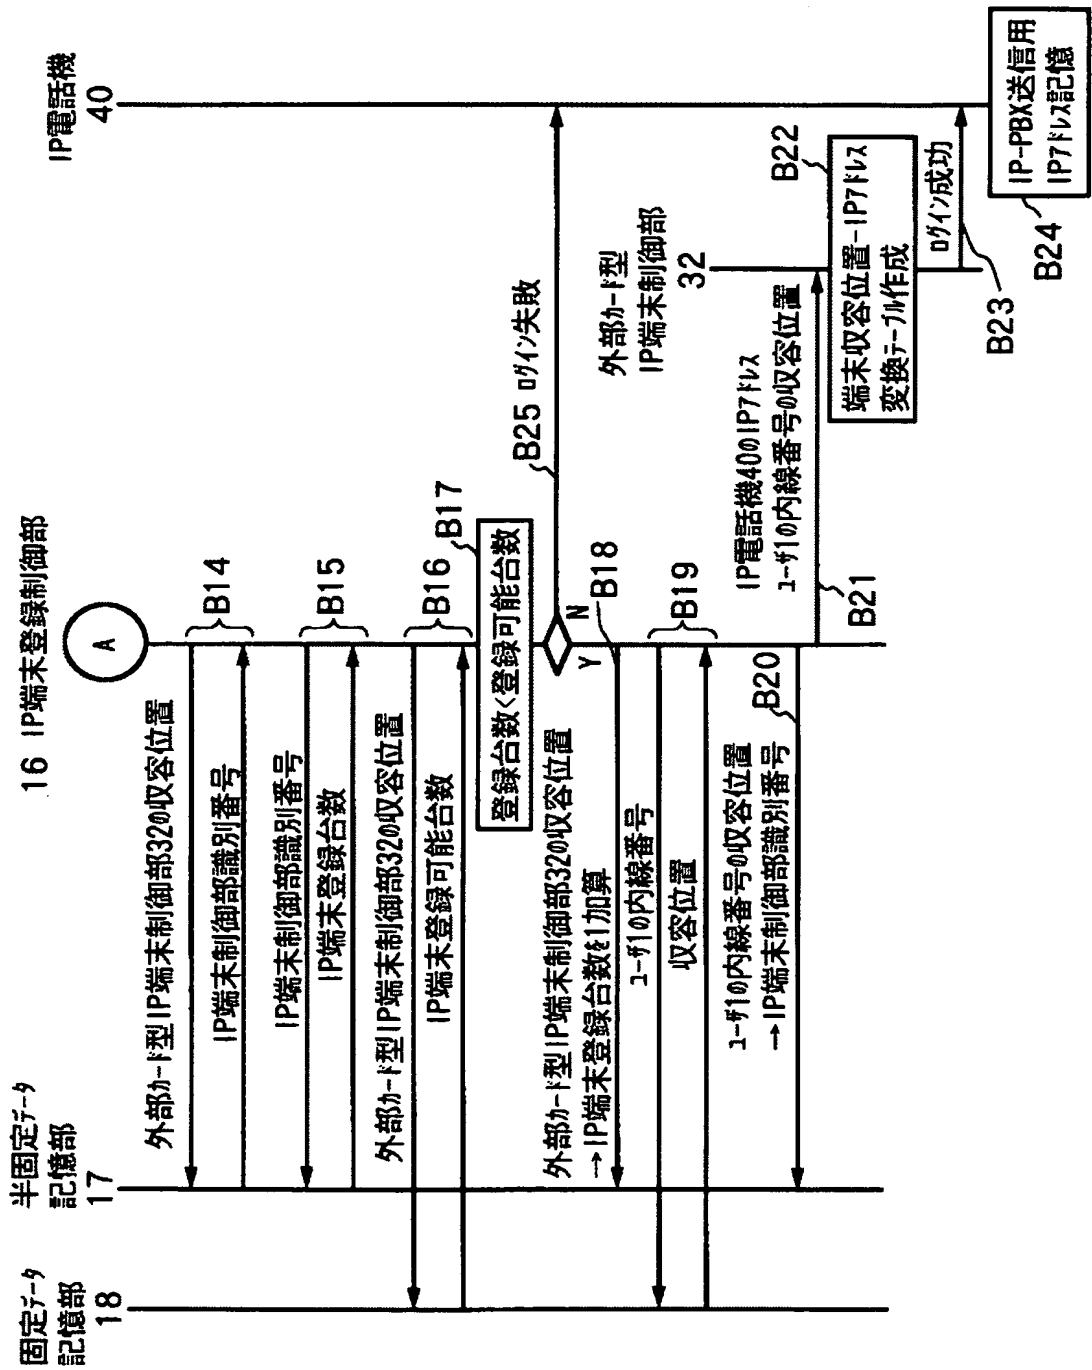 固定データ
記憶部
18
半固定データ
記憶部
17
16 IP端末登録制御部
IP電話機
40
A
外部カード型IP端末制御部32の収容位置
B14
IP端末制御部識別番号
IP端末制御部識別番号
B15
IP端末登録台数
外部カード型IP端末制御部32の収容位置
B16
IP端末登録可能台数
B17
登録台数<登録可能台数
B25 ログイン失敗
N
Y
外部カード型IP端末制御部32の収容位置
→IP端末登録台数を1加算
B18
ユーザ1の内線番号
B19
収容位置
外部カード型
IP端末制御部
32
ユーザ1の内線番号の収容位置
→IP端末制御部識別番号
B20
IP電話機40のIPアドレス
ユーザ1の内線番号の収容位置
B21
B22
端末収容位置-IPアドレス
変換テーブル作成
ログイン成功
B23
IP-PBX送信用
IPアドレス記憶
B24